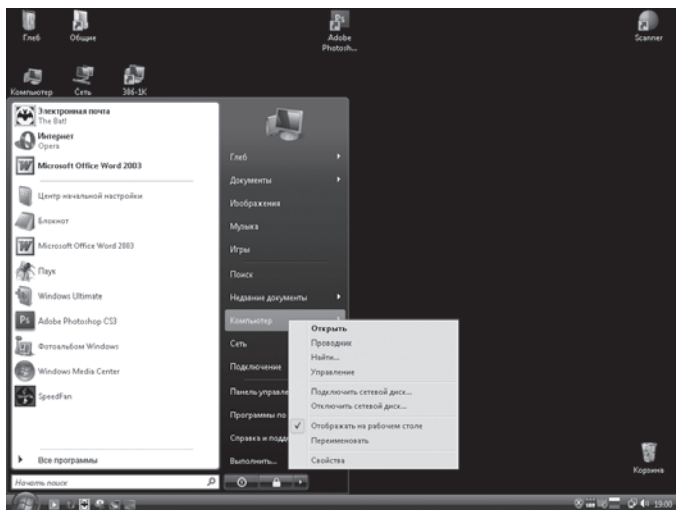 Глеб
Общие
Adobe
Photosh...
Scanner
Компьютер
Сеть
386-1K
Электронная почта
The Bat!
Интернет
Opera
Microsoft Office Word 2003
Центр начальной настройки
Блокнот
Microsoft Office Word 2003
Паук
Windows Ultimate
Adobe Photoshop CS3
Фотоальбом Windows
Windows Media Center
SpeedFan
Все программы
Начать поиск
Глеб
Документы
Изображения
Музыка
Игры
Поиск
Недавние документы
Компьютер
Сеть
Подключение
Панель управле
Программы по
Справка и подд
Выполнить...
Открыть
Проводник
Найти...
Управление
Подключить сетевой диск...
Отключить сетевой диск...
Отображать на рабочем столе
Переименовать
Свойства
Корзина
19:00